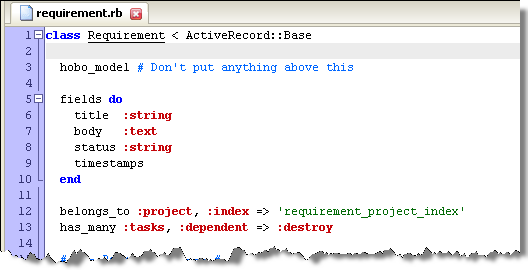 requirement.rb
1 class Requirement < ActiveRecord::Base
2
3 hobo_model # Don't put anything above this
4
5 fields do
6 title :string
7 body :text
8 status :string
9 timestamps
10 end
11
12 belongs_to :project, :index => 'requirement_project_index'
13 has_many :tasks, :dependent => :destroy
14